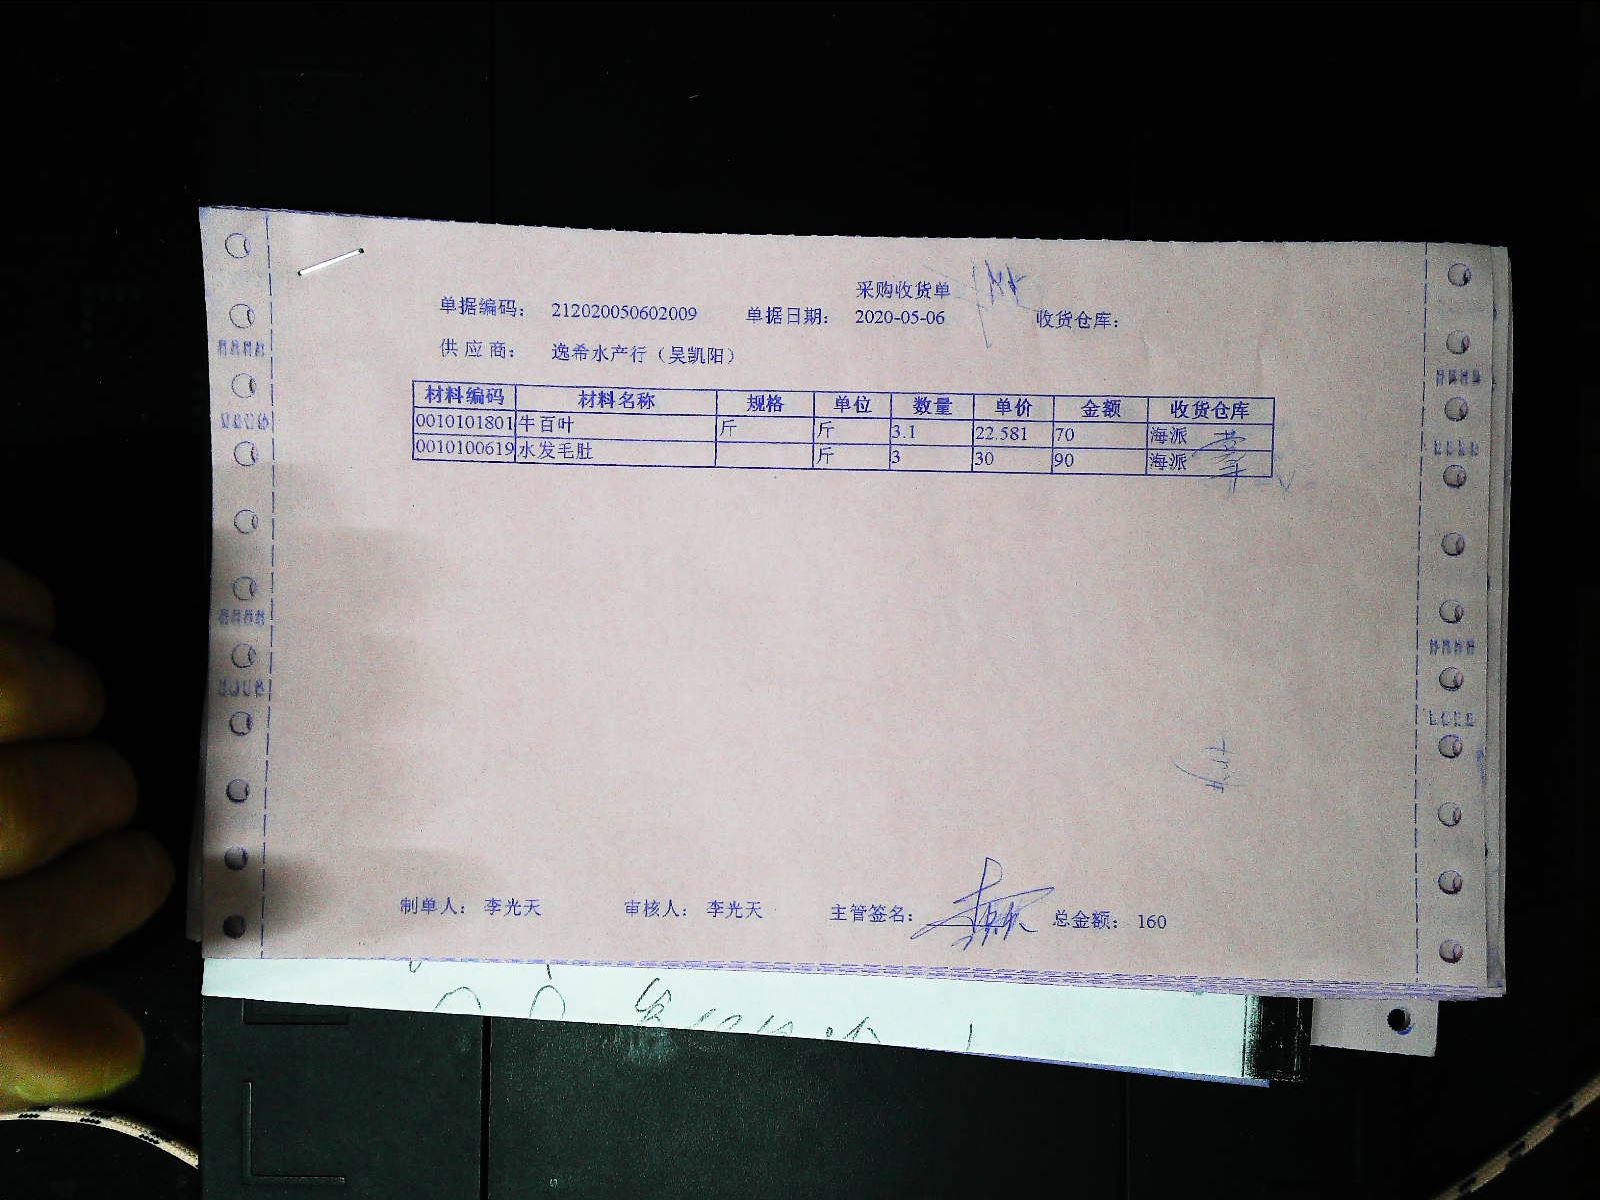 采购收货单
单据编码： 212020050602009 单据日期： 2020-05-06 收货仓库：
供 应 商： 逸希水产行（吴凯阳）
材料编码 材料名称 规格 单位 数量 单价 金额 收货仓库
0010101801 牛百叶 斤 斤 3.1 22.581 70 海派
0010100619 水发毛肚 斤 3 30 90 海派
制单人： 李光天 审核人： 李光天 主管签名： 总金额： 160